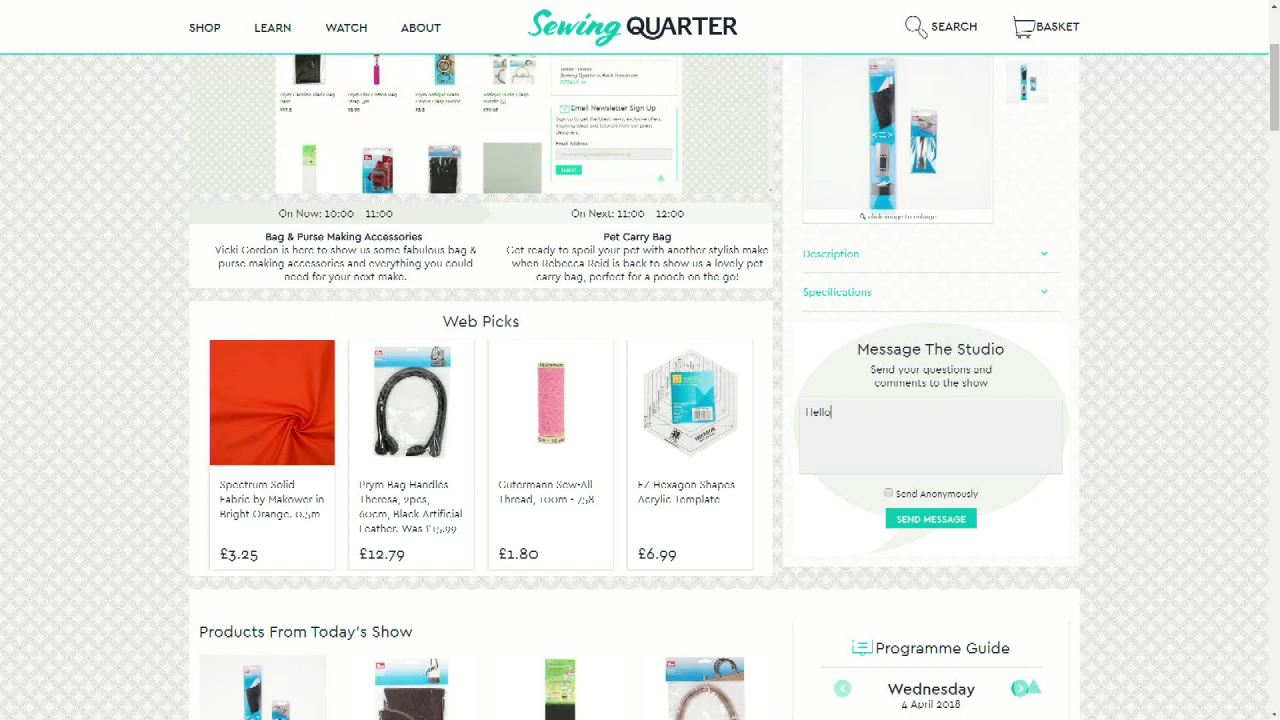 SHOP LEARN WATCH ABOUT Sewing QUARTER SEARCH BASKET
Email Newsletter Sign Up
Email Address
SUBMIT
click image to enlarge
On Now: 10:00 11:00
Bag & Purse Making Accessories
Vicki Gordon is here to show us some fabulous bag &
purse making accessories and everything you could
need for your next make.
On Next: 11:00 12:00
Pet Carry Bag
Get ready to spoil your pet with another stylish make
when Rebecca Reid is back to show us a lovely pet
carry bag, perfect for a pooch on the go!
Description
Specifications
Web Picks
Spectrum Solid
Fabric by Makower in
Bright Orange. 0.5m
£3.25
Prym Bag Handles
Theresa, 2pcs,
60cm, Black Artificial
Leather. Was £15.99
£12.79
Gutermann Sew-All
Thread, 100m - 758
£1.80
EZ Hexagon Shapes
Acrylic Template
£6.99
Message The Studio
Send your questions and
comments to the show
Hello
Send Anonymously
SEND MESSAGE
Products From Today's Show
Programme Guide
Wednesday
4 April 2018